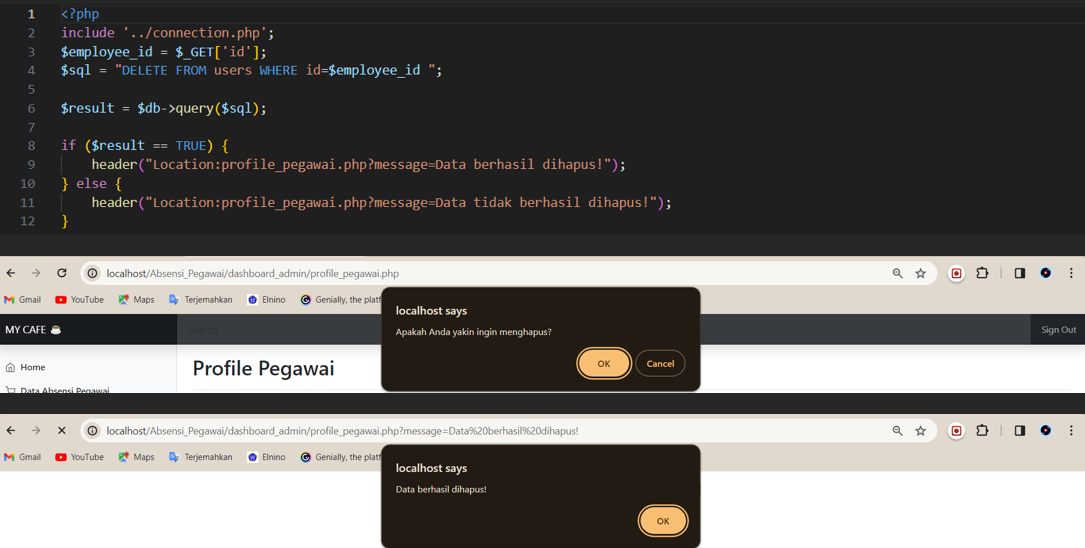 1 <?php
2 include '../connection.php';
3 $employee_id = $_GET['id'];
4 $sql = "DELETE FROM users WHERE id=$employee_id ";
5
6 $result = $db->query($sql);
7
8 if ($result == TRUE) {
9 header("Location:profile_pegawai.php?message=Data berhasil dihapus!");
10 } else {
11 header("Location:profile_pegawai.php?message=Data tidak berhasil dihapus!");
12 }
localhost/Absensi_Pegawai/dashboard_admin/profile_pegawai.php
Gmail YouTube Maps Terjemahkan Elnino Genially, the platf
localhost says
Apakah Anda yakin ingin menghapus?
OK Cancel
MY CAFE ☕ Search Sign Out
Home
Profile Pegawai
Data Absensi Pegawai
localhost/Absensi_Pegawai/dashboard_admin/profile_pegawai.php?message=Data%20berhasil%20dihapus!
Gmail YouTube Maps Terjemahkan Elnino Genially, the platf
localhost says
Data berhasil dihapus!
OK